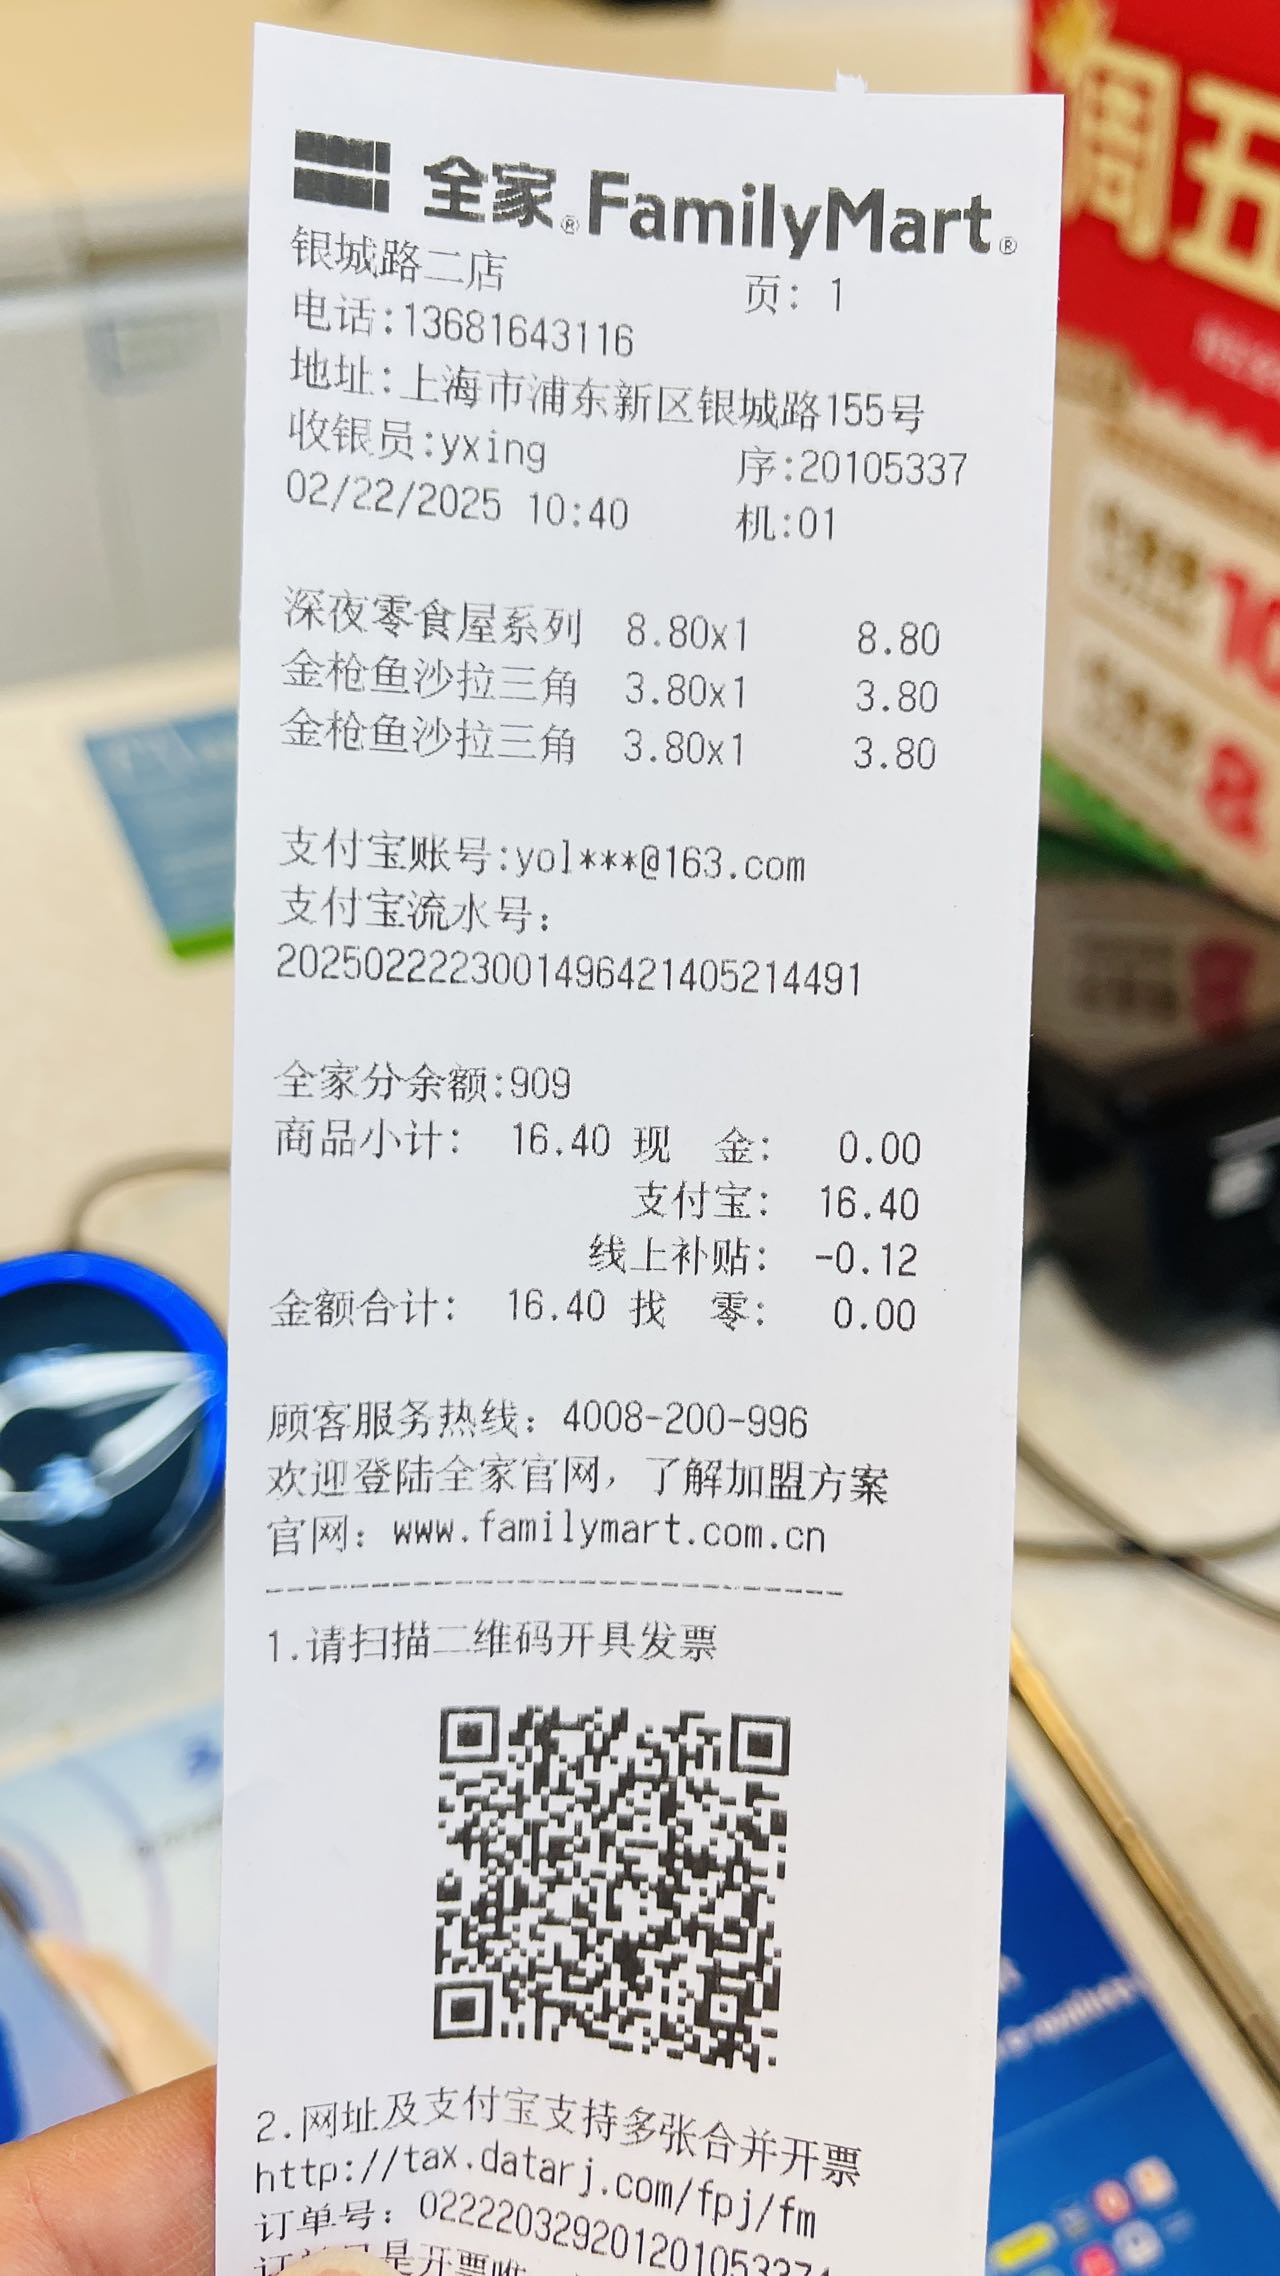 全家®FamilyMart®
银城路二店 页: 1
电话:13681643116
地址:上海市浦东新区银城路155号
收银员:yxing 序:20105337
02/22/2025 10:40 机:01
深夜零食屋系列 8.80x1 8.80
金枪鱼沙拉三角 3.80x1 3.80
金枪鱼沙拉三角 3.80x1 3.80
支付宝账号:yol***@163.com
支付宝流水号:
2025022223001496421405214491
全家分余额:909
商品小计: 16.40 现 金: 0.00
支付宝: 16.40
线上补贴: -0.12
金额合计: 16.40 找 零: 0.00
顾客服务热线: 4008-200-996
欢迎登陆全家官网, 了解加盟方案
官网: www.familymart.com.cn
--------------------------------
1.请扫描二维码开具发票
2.网址及支付宝支持多张合并开票
http://tax.datarj.com/fpj/fm
订单号: 022220329201201053374
是开票唯
周五
10